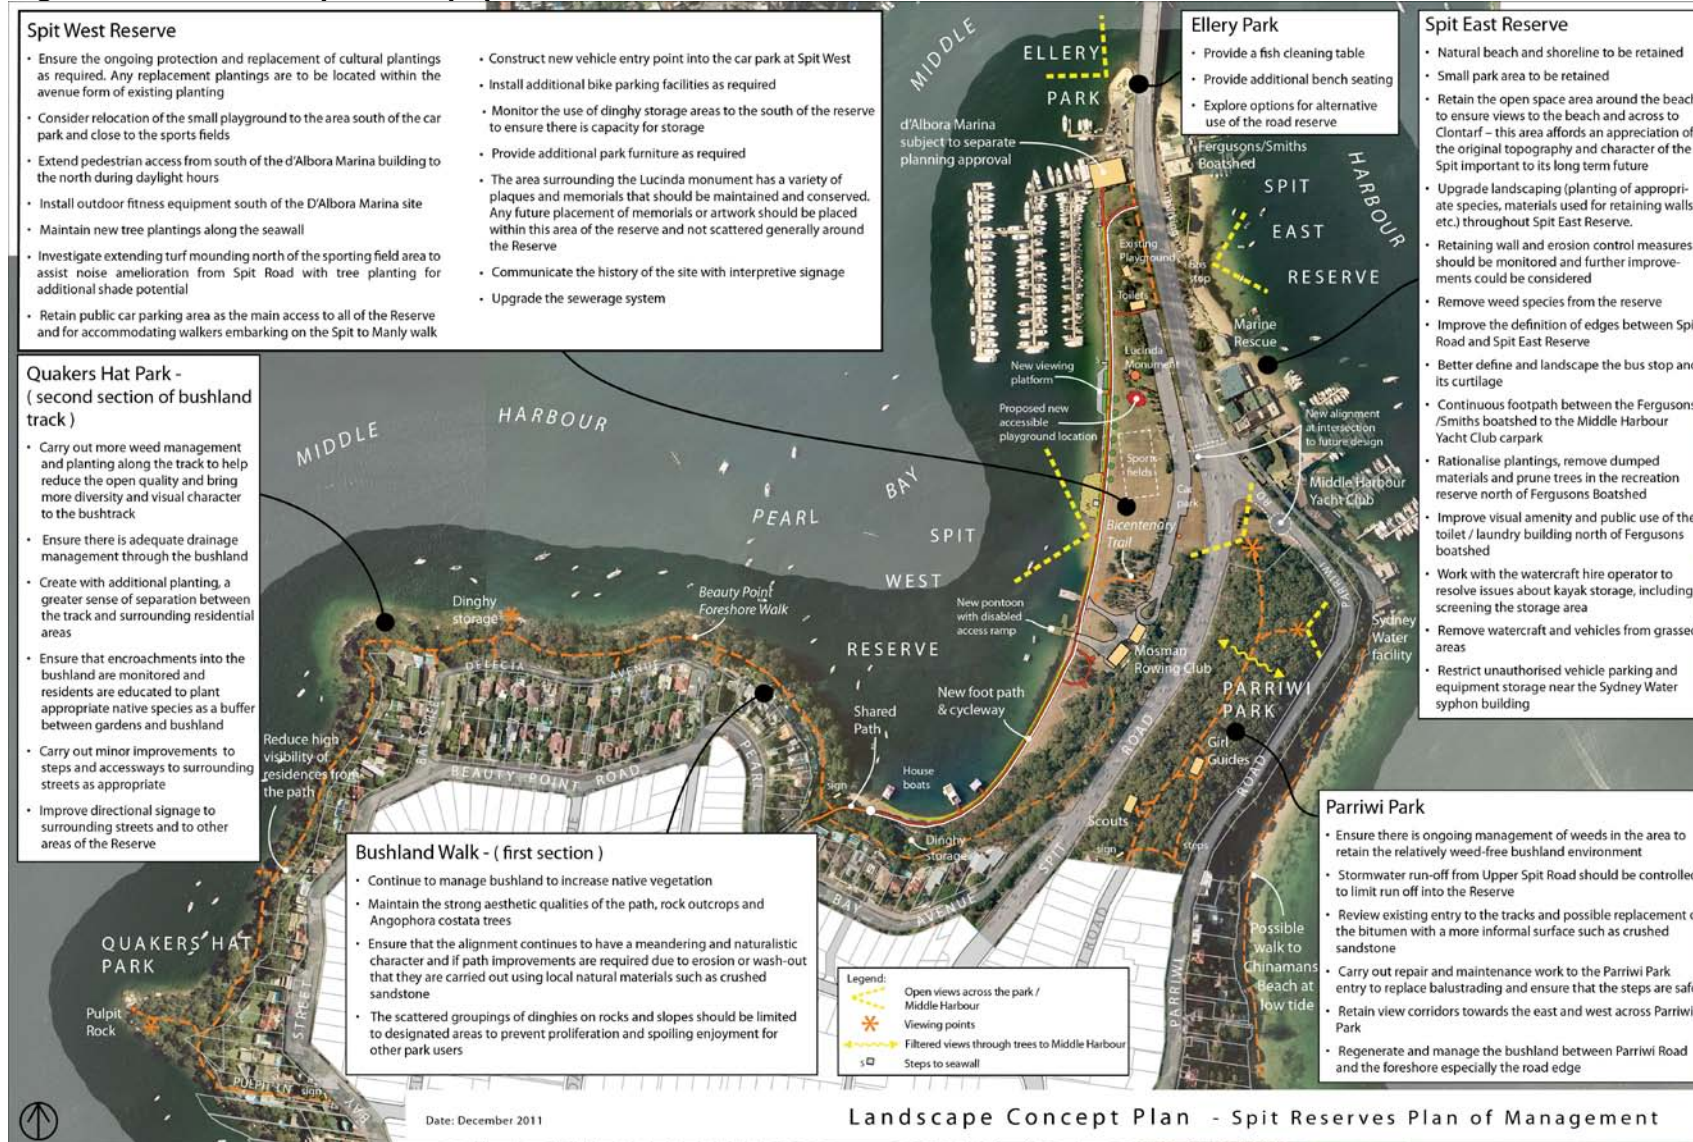 Spit West Reserve
• Ensure the ongoing protection and replacement of cultural plantings
as required. Any replacement plantings are to be located within the
avenue form of existing planting
• Consider relocation of the small playground to the area south of the car
park and close to the sports fields
• Extend pedestrian access from south of the d'Albora Marina building to
the north during daylight hours
• Install outdoor fitness equipment south of the D'Albora Marina site
• Maintain new tree plantings along the seawall
• Investigate extending turf mounding north of the sporting field area to
assist noise amelioration from Spit Road with tree planting for
additional shade potential
• Retain public car parking area as the main access to all of the Reserve
and for accommodating walkers embarking on the Spit to Manly walk
• Construct new vehicle entry point into the car park at Spit West
• Install additional bike parking facilities as required
• Monitor the use of dinghy storage areas to the south of the reserve
to ensure there is capacity for storage
• Provide additional park furniture as required
• The area surrounding the Lucinda monument has a variety of
plaques and memorials that should be maintained and conserved.
Any future placement of memorials or artwork should be placed
within this area of the reserve and not scattered generally around
the Reserve
• Communicate the history of the site with interpretive signage
• Upgrade the sewerage system
Ellery Park
• Provide a fish cleaning table
• Provide additional bench seating
• Explore options for alternative
use of the road reserve
Spit East Reserve
• Natural beach and shoreline to be retained
• Small park area to be retained
• Retain the open space area around the beach
to ensure views to the beach and across to
Clontarf – this area affords an appreciation of
the original topography and character of the
Spit important to its long term future
• Upgrade landscaping (planting of appropri-
ate species, materials used for retaining walls
etc.) throughout Spit East Reserve.
• Retaining wall and erosion control measures
should be monitored and further improve-
ments could be considered
• Remove weed species from the reserve
• Improve the definition of edges between Spi
Road and Spit East Reserve
• Better define and landscape the bus stop and
its curtilage
• Continuous footpath between the Fergusons
/Smiths boatshed to the Middle Harbour
Yacht Club carpark
• Rationalise plantings, remove dumped
materials and prune trees in the recreation
reserve north of Fergusons Boatshed
• Improve visual amenity and public use of the
toilet / laundry building north of Ferguson
boatshed
• Work with the watercraft hire operator to
resolve issues about kayak storage, including
screening the storage area
• Remove watercraft and vehicles from grassed
areas
• Restrict unauthorised vehicle parking and
equipment storage near the Sydney Water
syphon building
Quakers Hat Park -
( second section of bushland
track )
• Carry out more weed management
and planting along the track to help
reduce the open quality and bring
more diversity and visual character
to the bushtrack
• Ensure there is adequate drainage
management through the bushland
• Create with additional planting, a
greater sense of separation between
the track and surrounding residential
areas
• Ensure that encroachments into the
bushland are monitored and
residents are educated to plant
appropriate native species as a buffer
between gardens and bushland
• Carry out minor improvements to
steps and accessways to surrounding
streets as appropriate
• Improve directional signage to
surrounding streets and to other
areas of the Reserve
Bushland Walk - ( first section )
• Continue to manage bushland to increase native vegetation
• Maintain the strong aesthetic qualities of the path, rock outcrops and
Angophora costata trees
• Ensure that the alignment continues to have a meandering and naturalistic
character and if path improvements are required due to erosion or wash-out
that they are carried out using local natural materials such as crushed
sandstone
• The scattered groupings of dinghies on rocks and slopes should be limited
to designated areas to prevent proliferation and spoiling enjoyment for
other park users
Parriwi Park
• Ensure there is ongoing management of weeds in the area to
retain the relatively weed-free bushland environment
• Stormwater run-off from Upper Spit Road should be controlled
to limit run off into the Reserve
• Review existing entry to the tracks and possible replacement o
the bitumen with a more informal surface such as crushed
sandstone
• Carry out repair and maintenance work to the Parriwi Park
entry to replace balustrading and ensure that the steps are safe
• Retain view corridors towards the east and west across Parriwi
Park
• Regenerate and manage the bushland between Parriwi Road
and the foreshore especially the road edge
MIDDLE
HARBOUR
ELLERY
PARK
d'Albora Marina
subject to separate
planning approval
Fergusons/Smiths
Boatshed
SPIT
EAST
RESERVE
Existing
Playground
Bus
stop
Toilets
Marine
Rescue
Lucinda
Monument
New viewing
platform
Proposed new
accessible
playground location
New alignment
at intersection
to future design
Sports
fields
Car
park
Middle Harbour
Yacht Club
MIDDLE
HARBOUR
PEARL
BAY
SPIT
WEST
RESERVE
Bicentenary
Trail
New pontoon
with disabled
access ramp
Mosman
Rowing Club
Sydney
Water
facility
PARRIWI
RD
PARRIWI
PARK
Girl
Guides
Scouts
sign
steps
New foot path
& cycleway
Shared
Path
House
boats
sign
Dinghy
storage
Dinghy
storage
Beauty Point
Foreshore Walk
DELECTA
AVENUE
BAY STREET
BEAUTY POINT ROAD
PEARL
BAY
AVENUE
SPIT
ROAD
ROAD
PARRIWI
ROAD
Reduce high
visibility of
residences from
the path
QUAKERS HAT
PARK
Pulpit
Rock
STREET
BAY
PULPIT LN
sign
Possible
walk to
Chinamans
Beach at
low tide
Legend:
Open views across the park /
Middle Harbour
Viewing points
Filtered views through trees to Middle Harbour
S Steps to seawall
Date: December 2011
Landscape Concept Plan - Spit Reserves Plan of Management